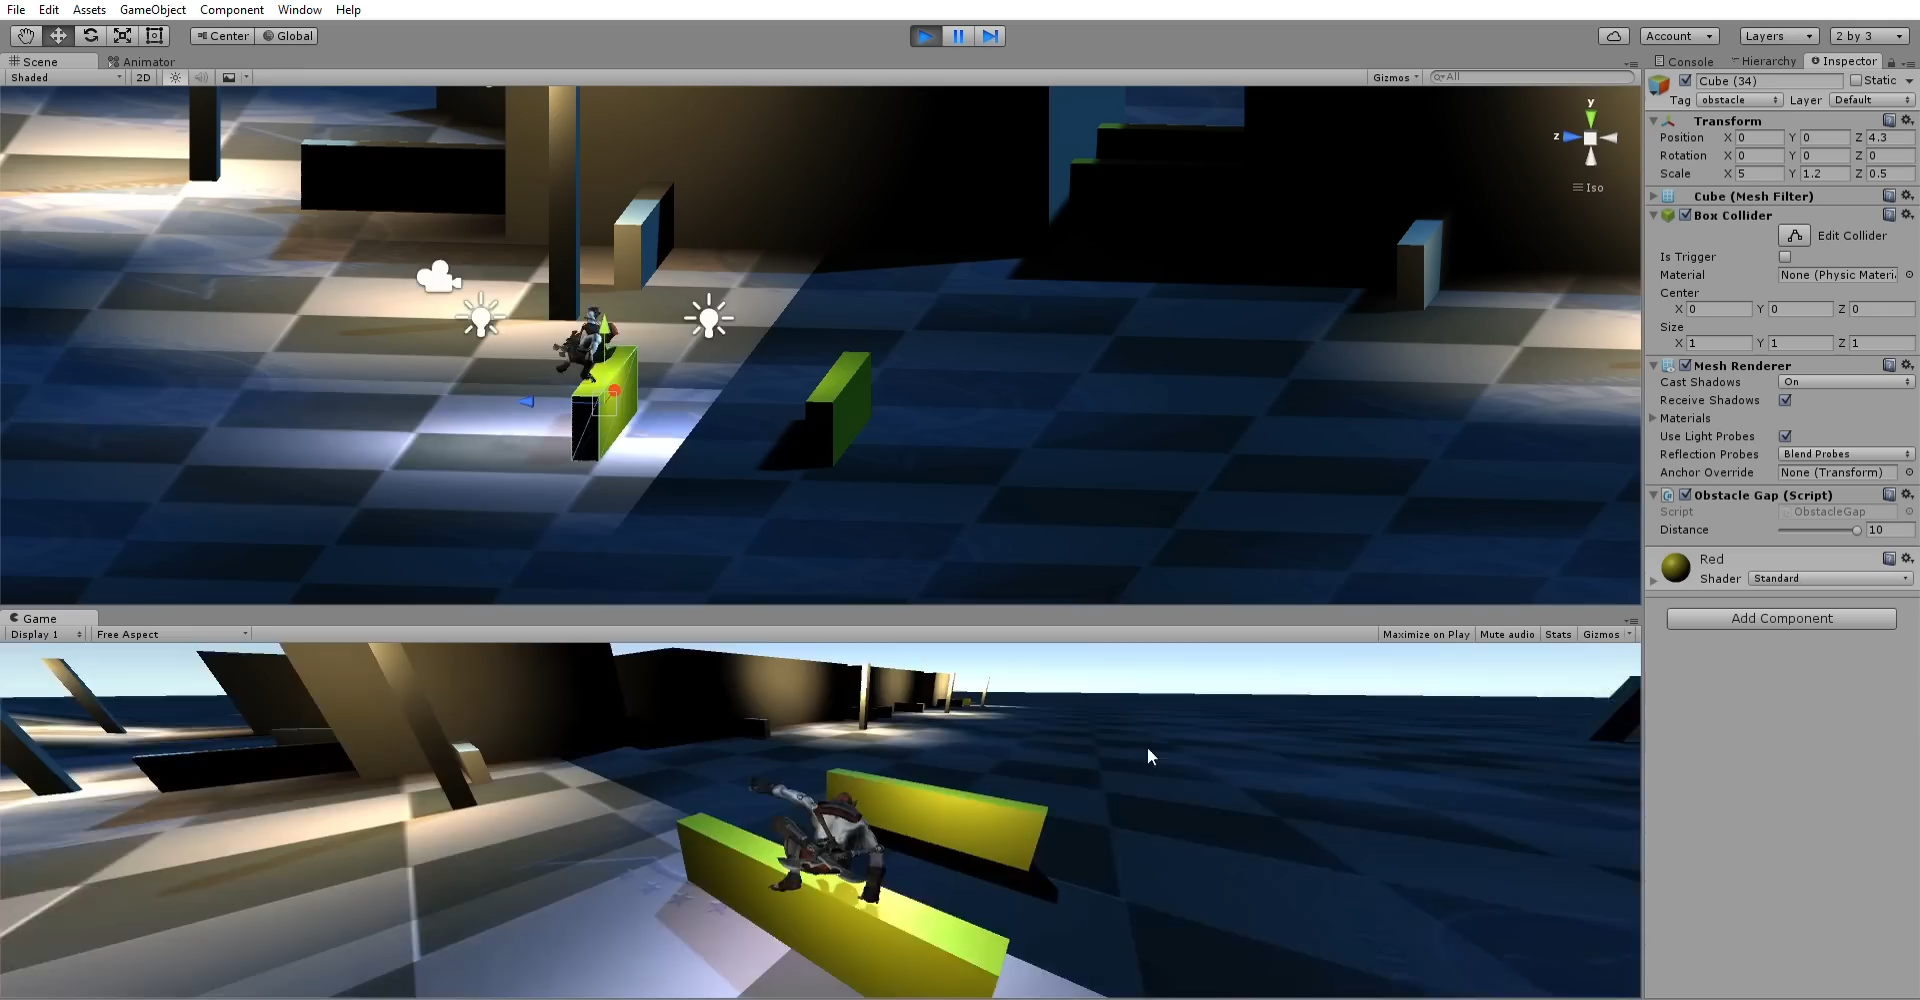 File Edit Assets GameObject Component Window Help
Center Global
Account Layers 2 by 3
Scene Animator
Shaded 2D Gizmos All
y
z
Iso
Console Hierarchy Inspector
Cube (34) Static
Tag obstacle Layer Default
Transform
Position X 0 Y 0 Z 4.3
Rotation X 0 Y 0 Z 0
Scale X 5 Y 1.2 Z 0.5
Cube (Mesh Filter)
Box Collider
Edit Collider
Is Trigger
Material None (Physic Materi
Center
X 0 Y 0 Z 0
Size
X 1 Y 1 Z 1
Mesh Renderer
Cast Shadows On
Receive Shadows
Materials
Use Light Probes
Reflection Probes Blend Probes
Anchor Override None (Transform)
Obstacle Gap (Script)
Script ObstacleGap
Distance 10
Red
Shader Standard
Add Component
Game
Display 1 Free Aspect Maximize on Play Mute audio Stats Gizmos